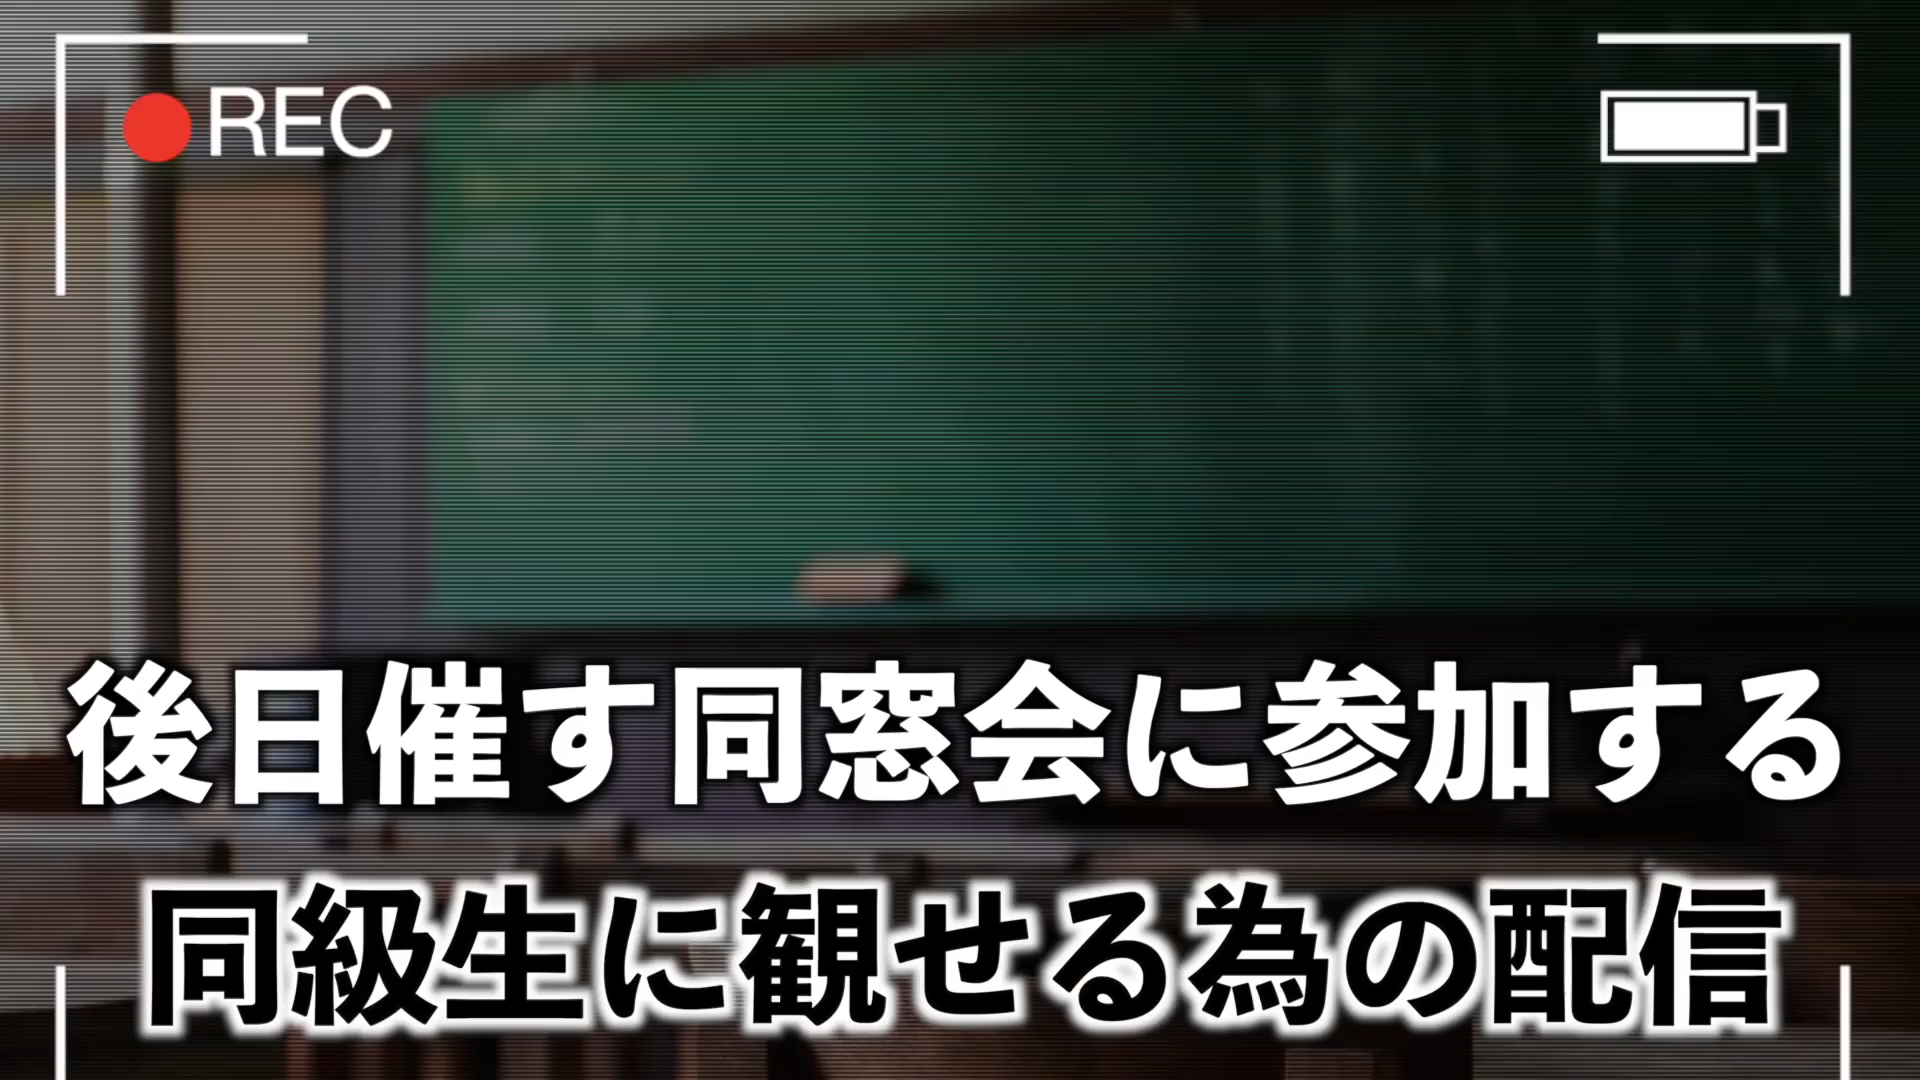 REC
後日催す同窓会に参加する
同級生に観せる為の配信